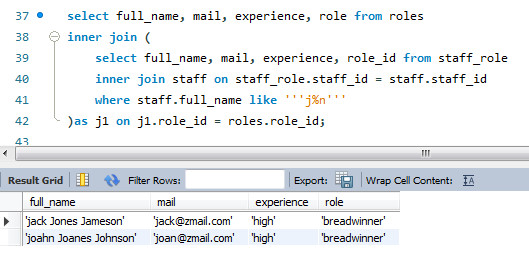 37 select full_name, mail, experience, role from roles
38 inner join (
39 select full_name, mail, experience, role_id from staff_role
40 inner join staff on staff_role.staff_id = staff.staff_id
41 where staff.full_name like '''j%n'''
42 )as j1 on j1.role_id = roles.role_id;
43
Result Grid Filter Rows: Export: Wrap Cell Content: IA
full_name mail experience role
'jack Jones Jameson' 'jack@zmail.com' 'high' 'breadwinner'
'joahn Joanes Johnson' 'joan@zmail.com' 'high' 'breadwinner'